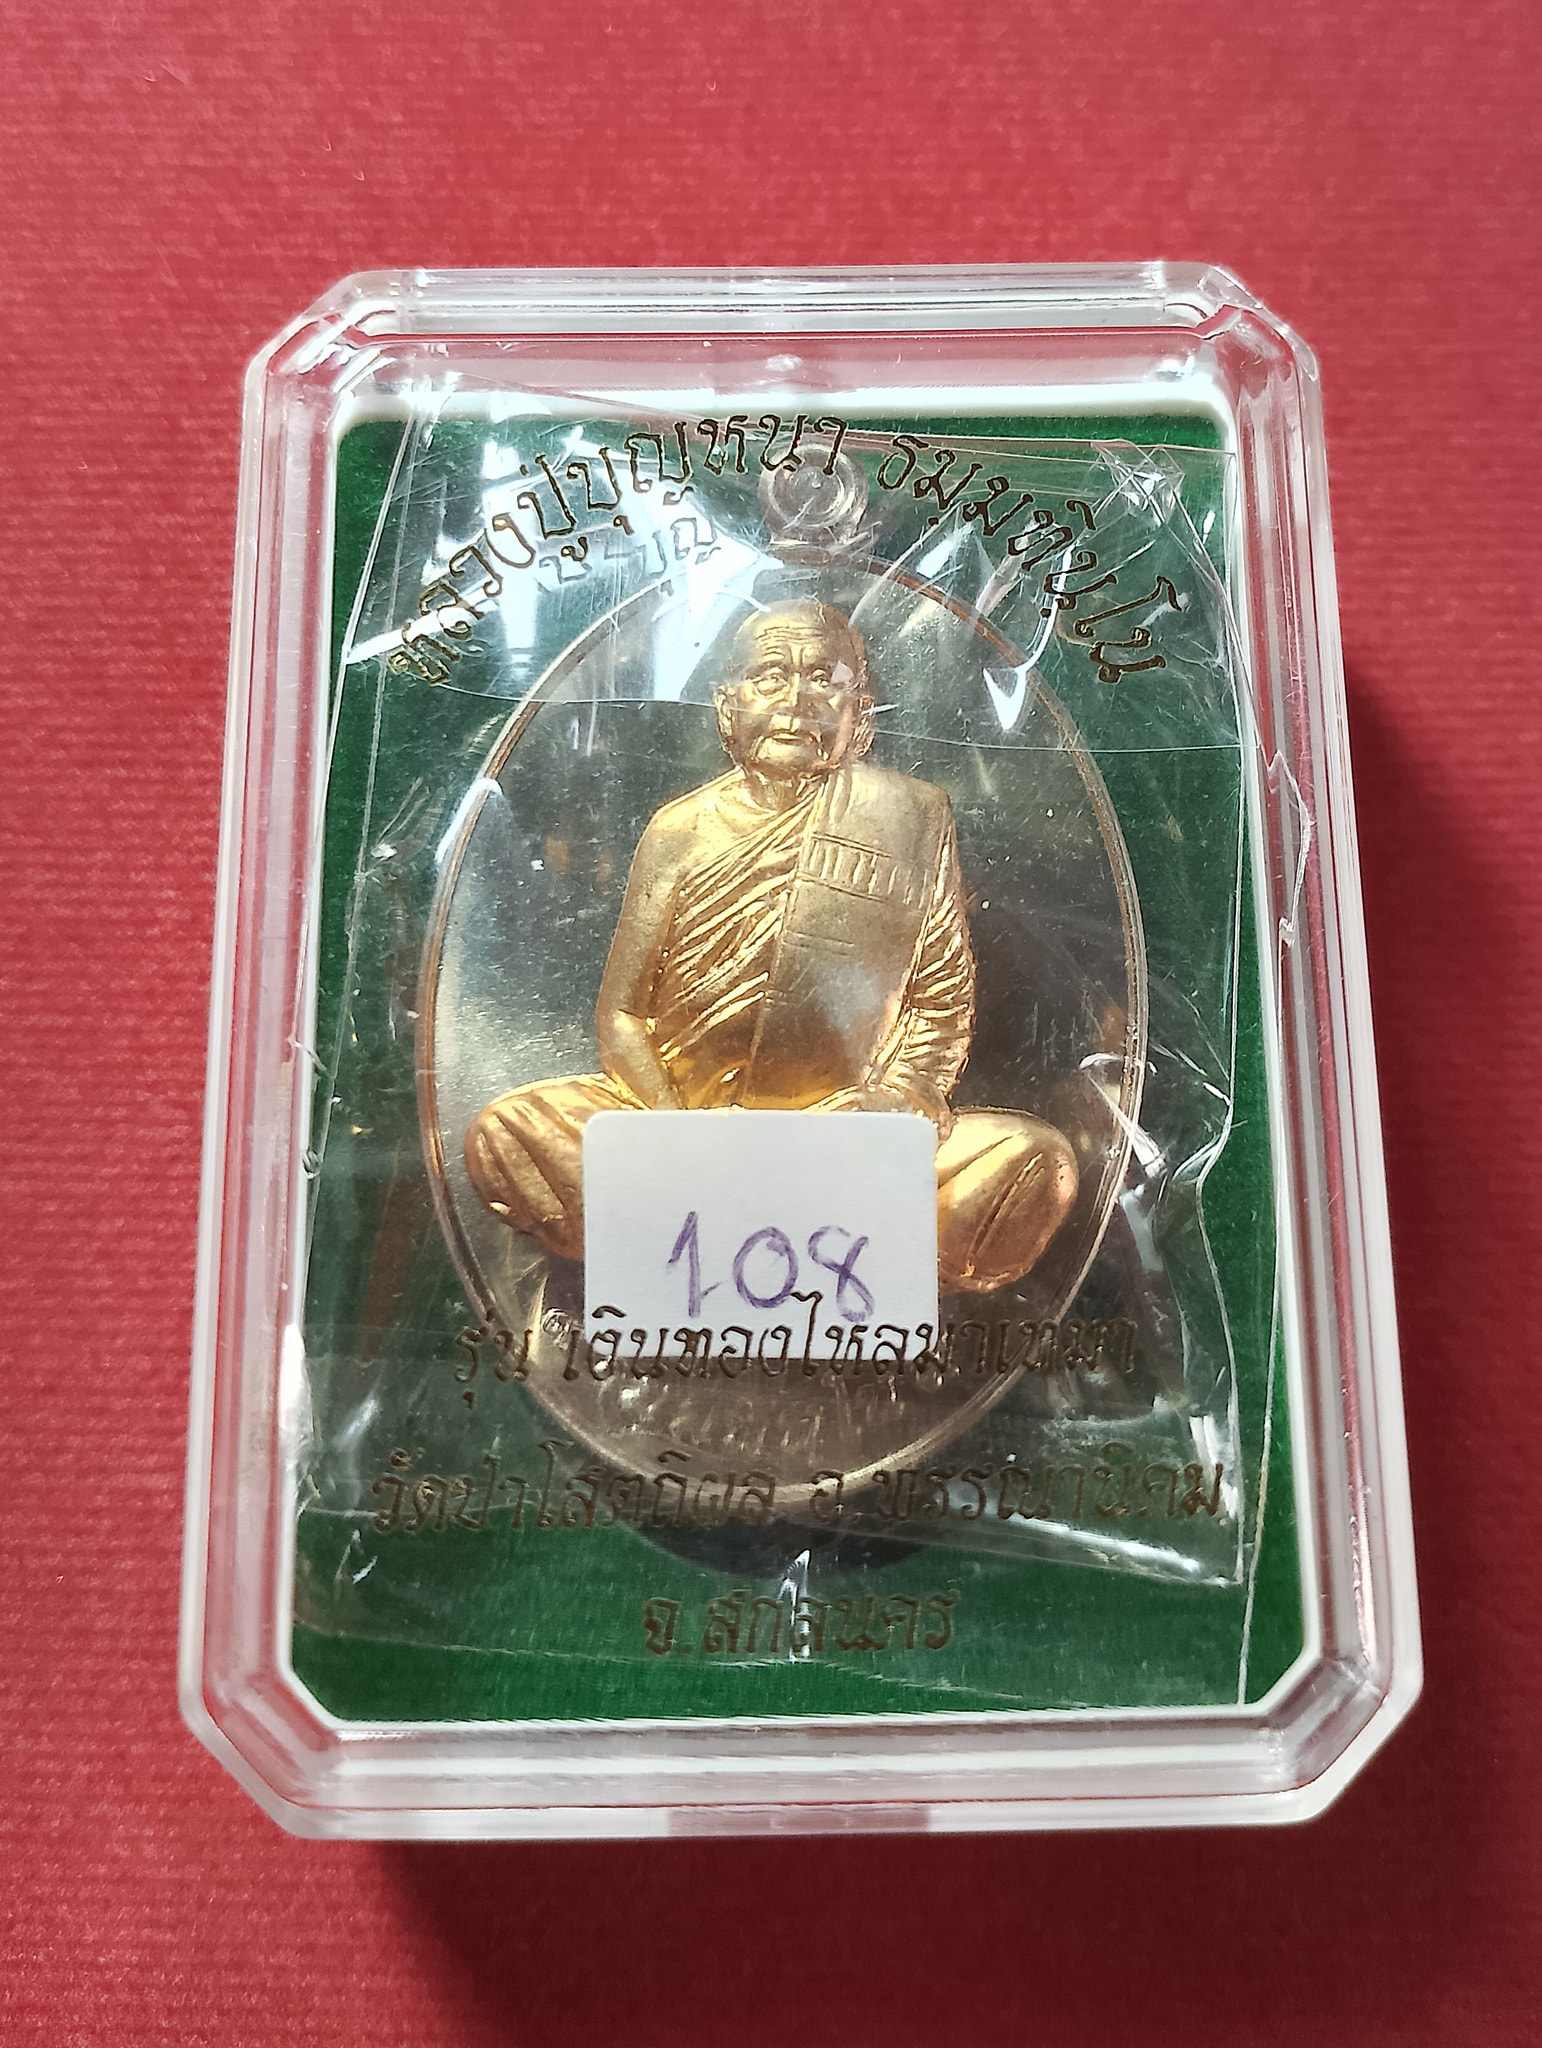 หลวงปู่บุญหนา ธมฺมทินฺโน
108
รุ่น เงินทองไหลมาเทมา
วัดป่าโสตถิผล อ.พรรณานิคม
จ.สกลนคร